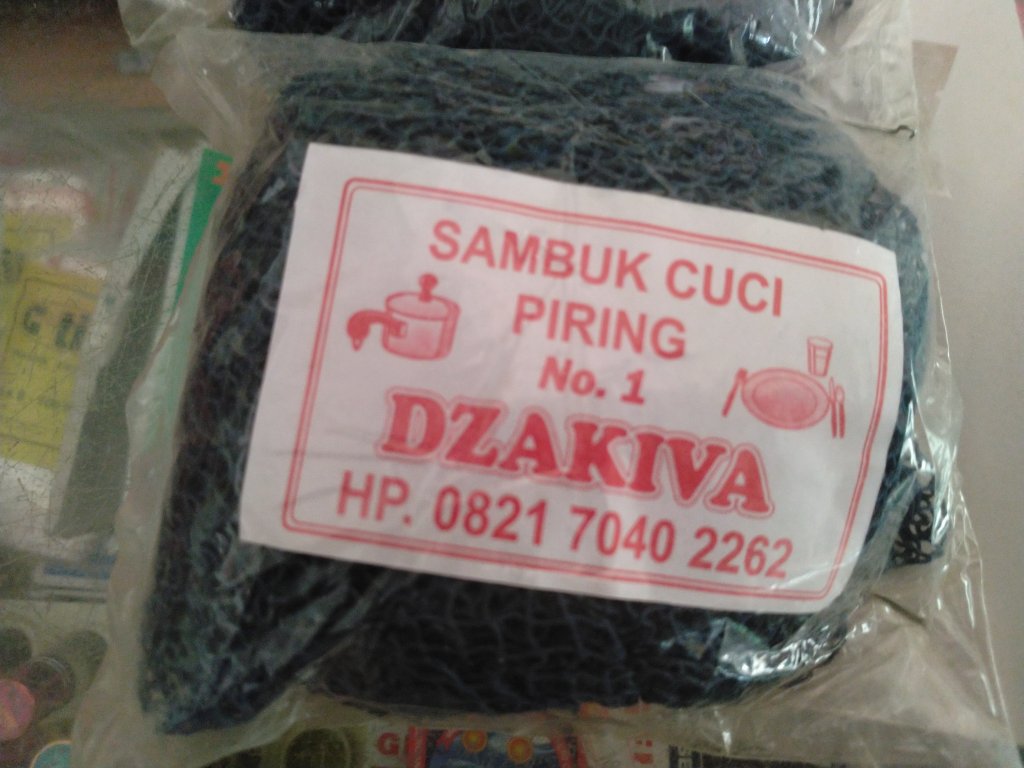 SAMBUK CUCI
PIRING
No. 1
DZAKIVA
HP. 0821 7040 2262